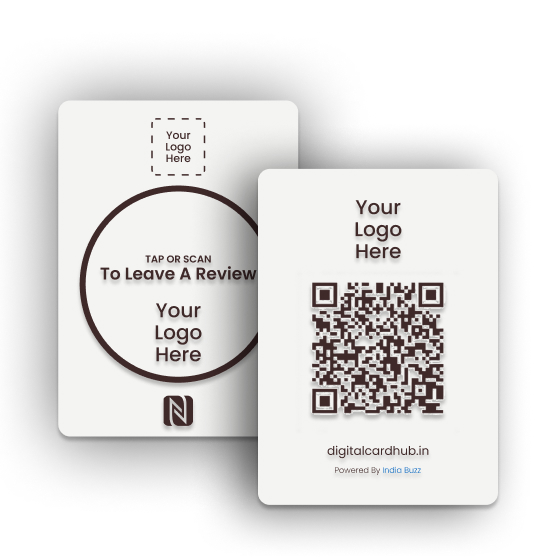 Your
Logo
Here
TAP OR SCAN
To Leave A Review
Your
Logo
Here
Your
Logo
Here
digitalcardhub.in
Powered By India Buzz